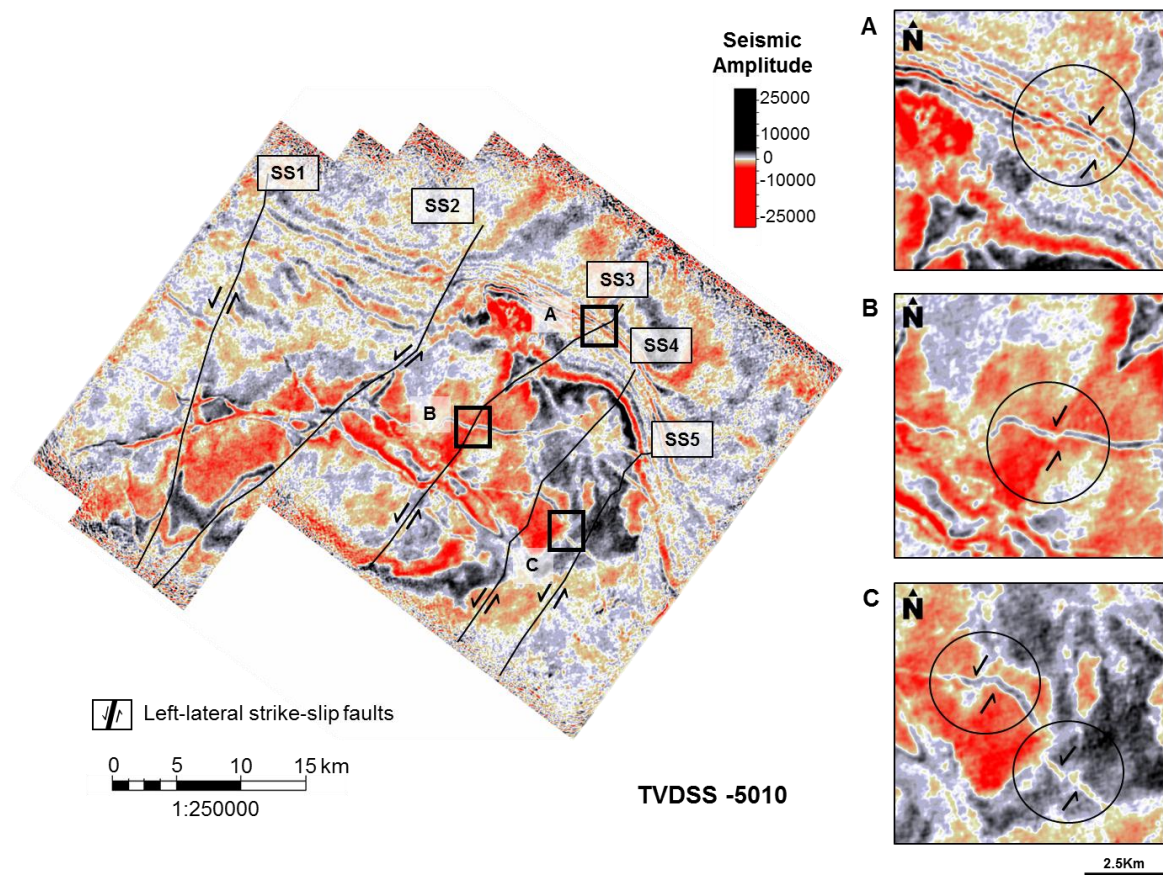 Seismic
Amplitude
25000
10000
0
-10000
-25000
SS1
SS2
SS3
SS4
SS5
A
B
C
Left-lateral strike-slip faults
0 5 10 15 km
1:250000
TVDSS -5010
A
N
B
N
C
N
2.5Km